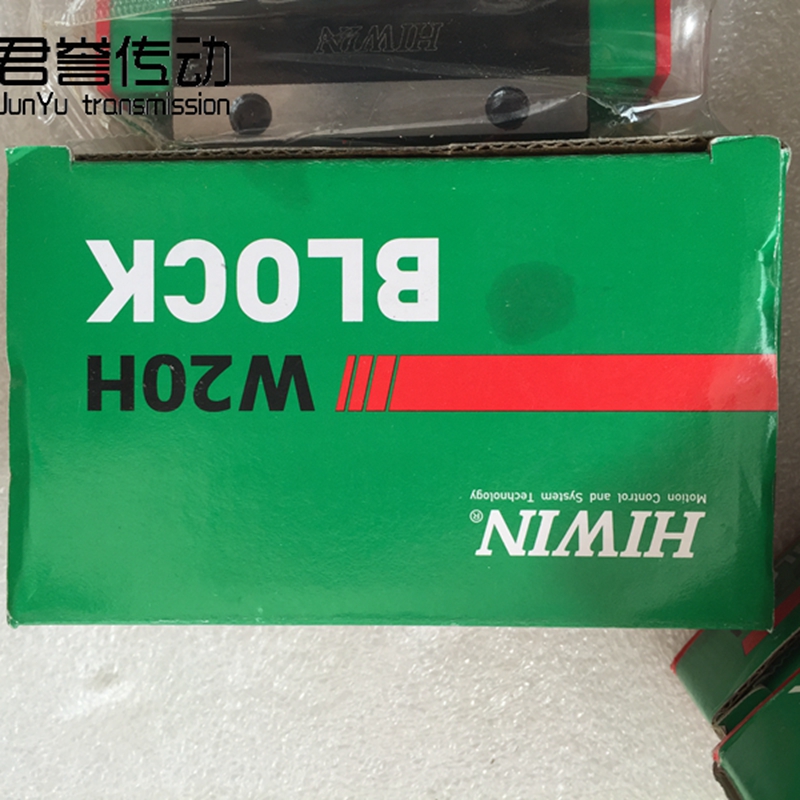 君誉传动
JunYu transmission
HIWIN
HIWIN®
Motion Control and System Technology
W20H
BLOCK